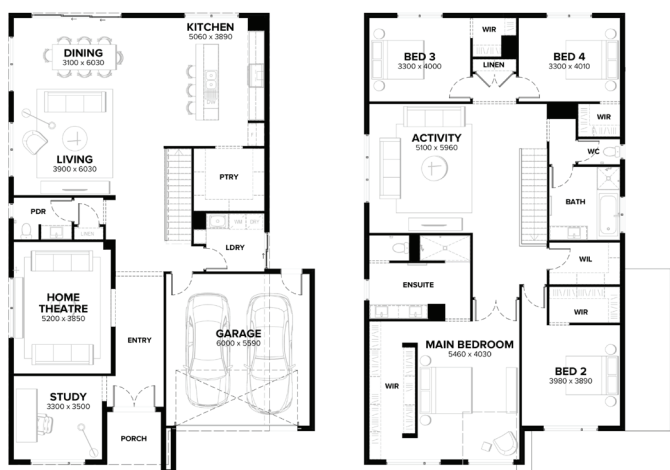 KITCHEN
5060 x 3890
DINING
3100 x 6030
LIVING
3900 x 6030
PTRY
PDR
LINEN
LDRY
HOME
THEATRE
5200 x 3850
ENTRY
GARAGE
6000 x 5590
STUDY
3300 x 3500
PORCH
WIR
BED 3
3300 x 4000
LINEN
BED 4
3300 x 4010
WIR
ACTIVITY
5100 x 5960
WC
BATH
WIL
ENSUITE
WIR
MAIN BEDROOM
5460 x 4030
BED 2
3980 x 3890
WIR